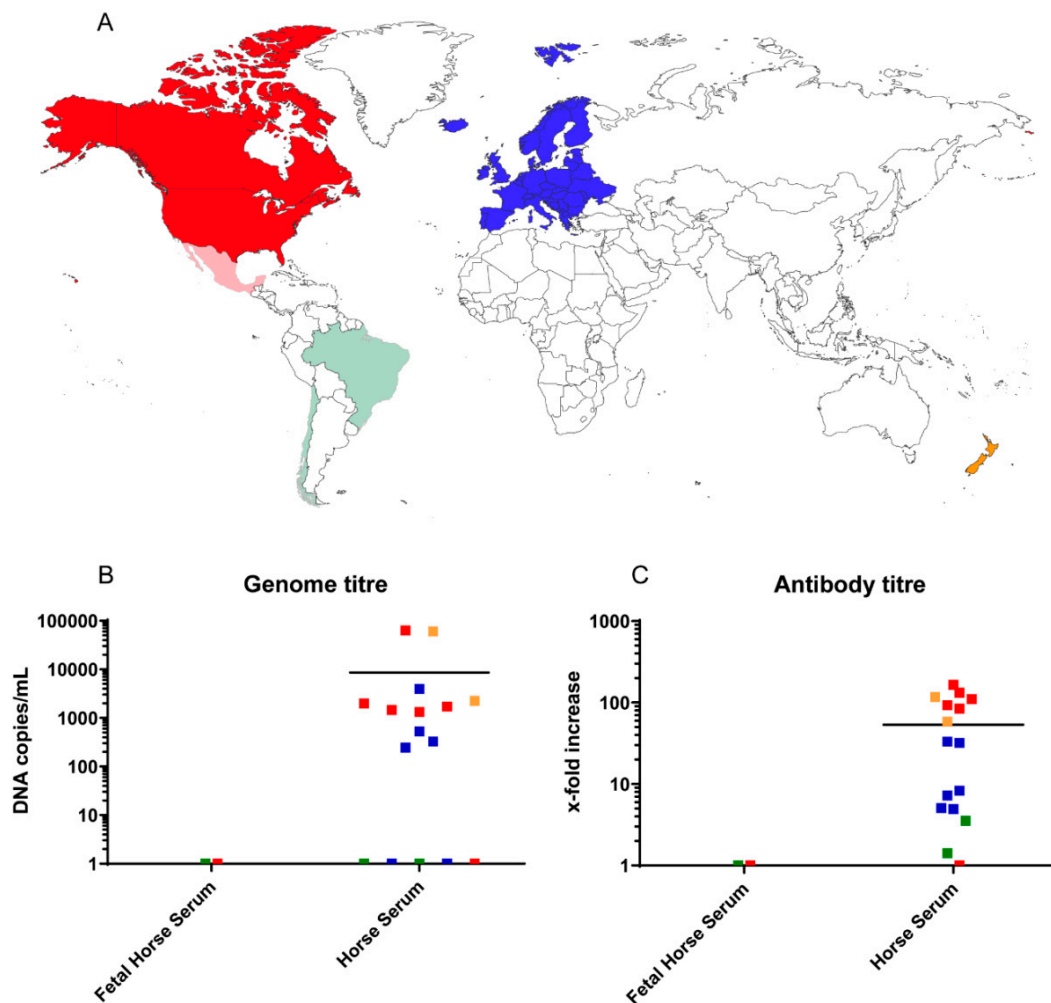 A
B
Genome titre
DNA copies/mL
100000
10000
1000
100
10
1
Fetal Horse Serum
Horse Serum
C
Antibody titre
x-fold increase
1000
100
10
1
Fetal Horse Serum
Horse Serum